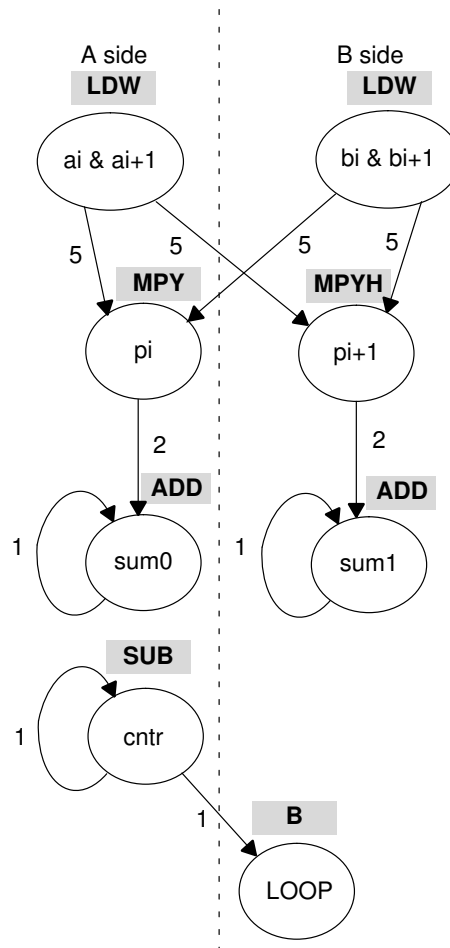 A side B side
LDW LDW
ai & ai+1 bi & bi+1
5 5 5 5
MPY MPYH
pi pi+1
2 2
ADD ADD
1 sum0 1 sum1
SUB
1 cntr
1 B
LOOP